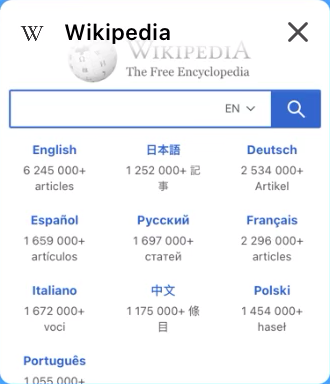 W Wikipedia
WIKIPEDIA
The Free Encyclopedia
EN
English 日本語 Deutsch
6 245 000+ 1 252 000+ 記 2 534 000+
articles 事 Artikel
Español Русский Français
1 659 000+ 1 697 000+ 2 296 000+
artículos статей articles
Italiano 中文 Polski
1 672 000+ 1 175 000+ 條 1 454 000+
voci 目 haseł
Português
1 055 000+